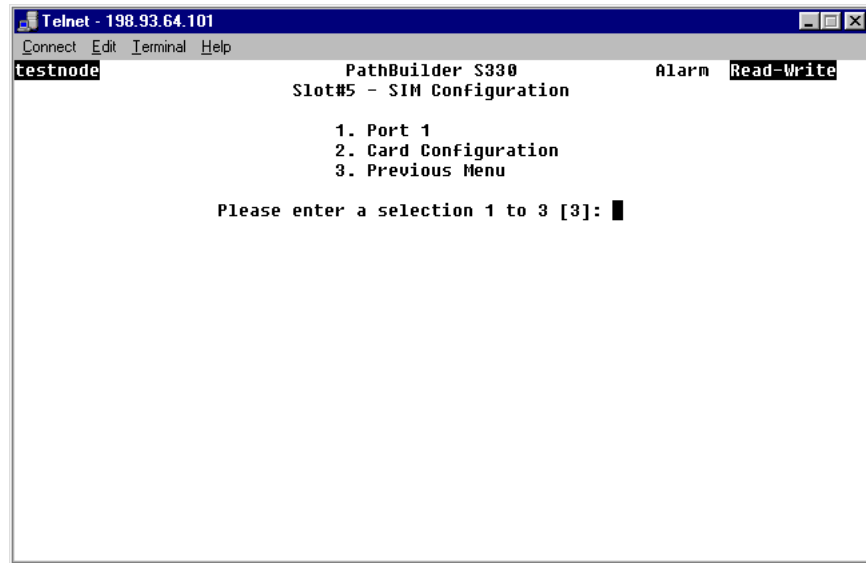 Telnet - 198.93.64.101
Connect Edit Terminal Help
testnode PathBuilder S330 Alarm Read-Write
Slot#5 - SIM Configuration
1. Port 1
2. Card Configuration
3. Previous Menu
Please enter a selection 1 to 3 [3]: